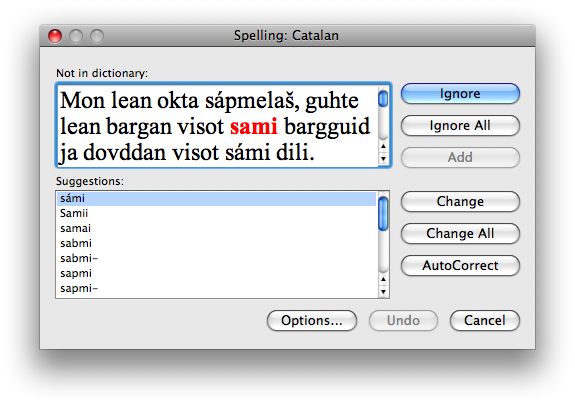 Spelling: Catalan
Not in dictionary:
Mon lean okta sápmelaš, guhte
lean bargan visot sami bargguid
ja dovddan visot sámi dili.
Ignore
Ignore All
Add
Suggestions:
sámi
Samii
samai
sabmi
sabmi-
sapmi
sapmi-
Change
Change All
AutoCorrect
Options...
Undo
Cancel